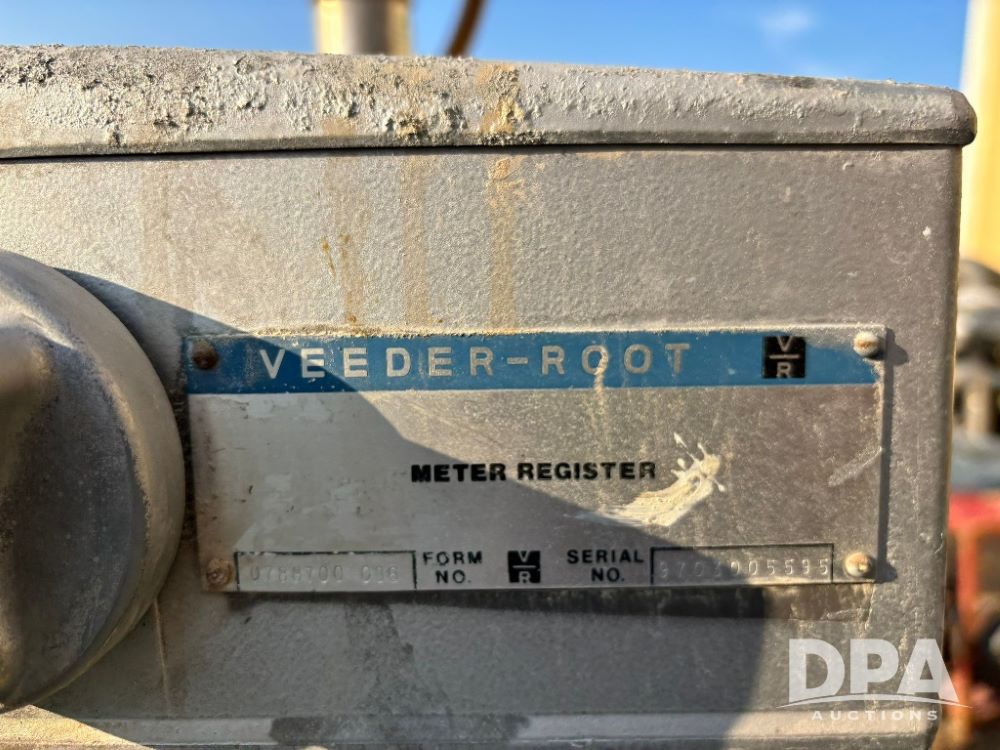 VEEDER-ROOT V/R
METER REGISTER
FORM NO. V/R SERIAL NO.
DPA
AUCTIONS